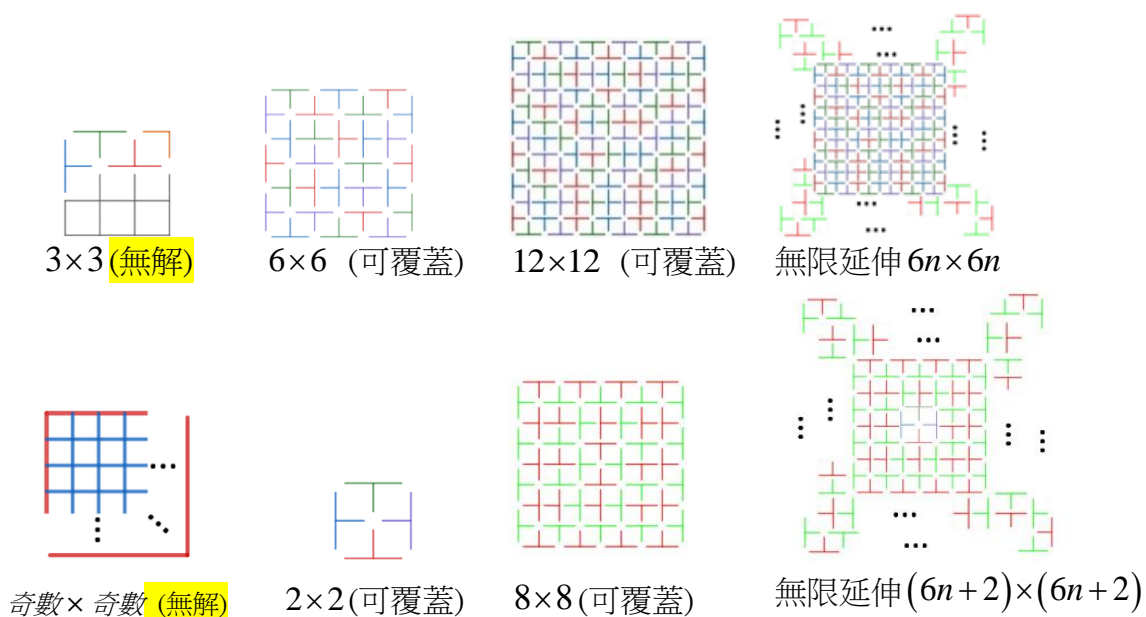 3×3(無解)
6×6 (可覆蓋)
12×12 (可覆蓋)
無限延伸6n×6n
奇數×奇數 (無解)
2×2(可覆蓋)
8×8(可覆蓋)
無限延伸(6n+2)×(6n+2)